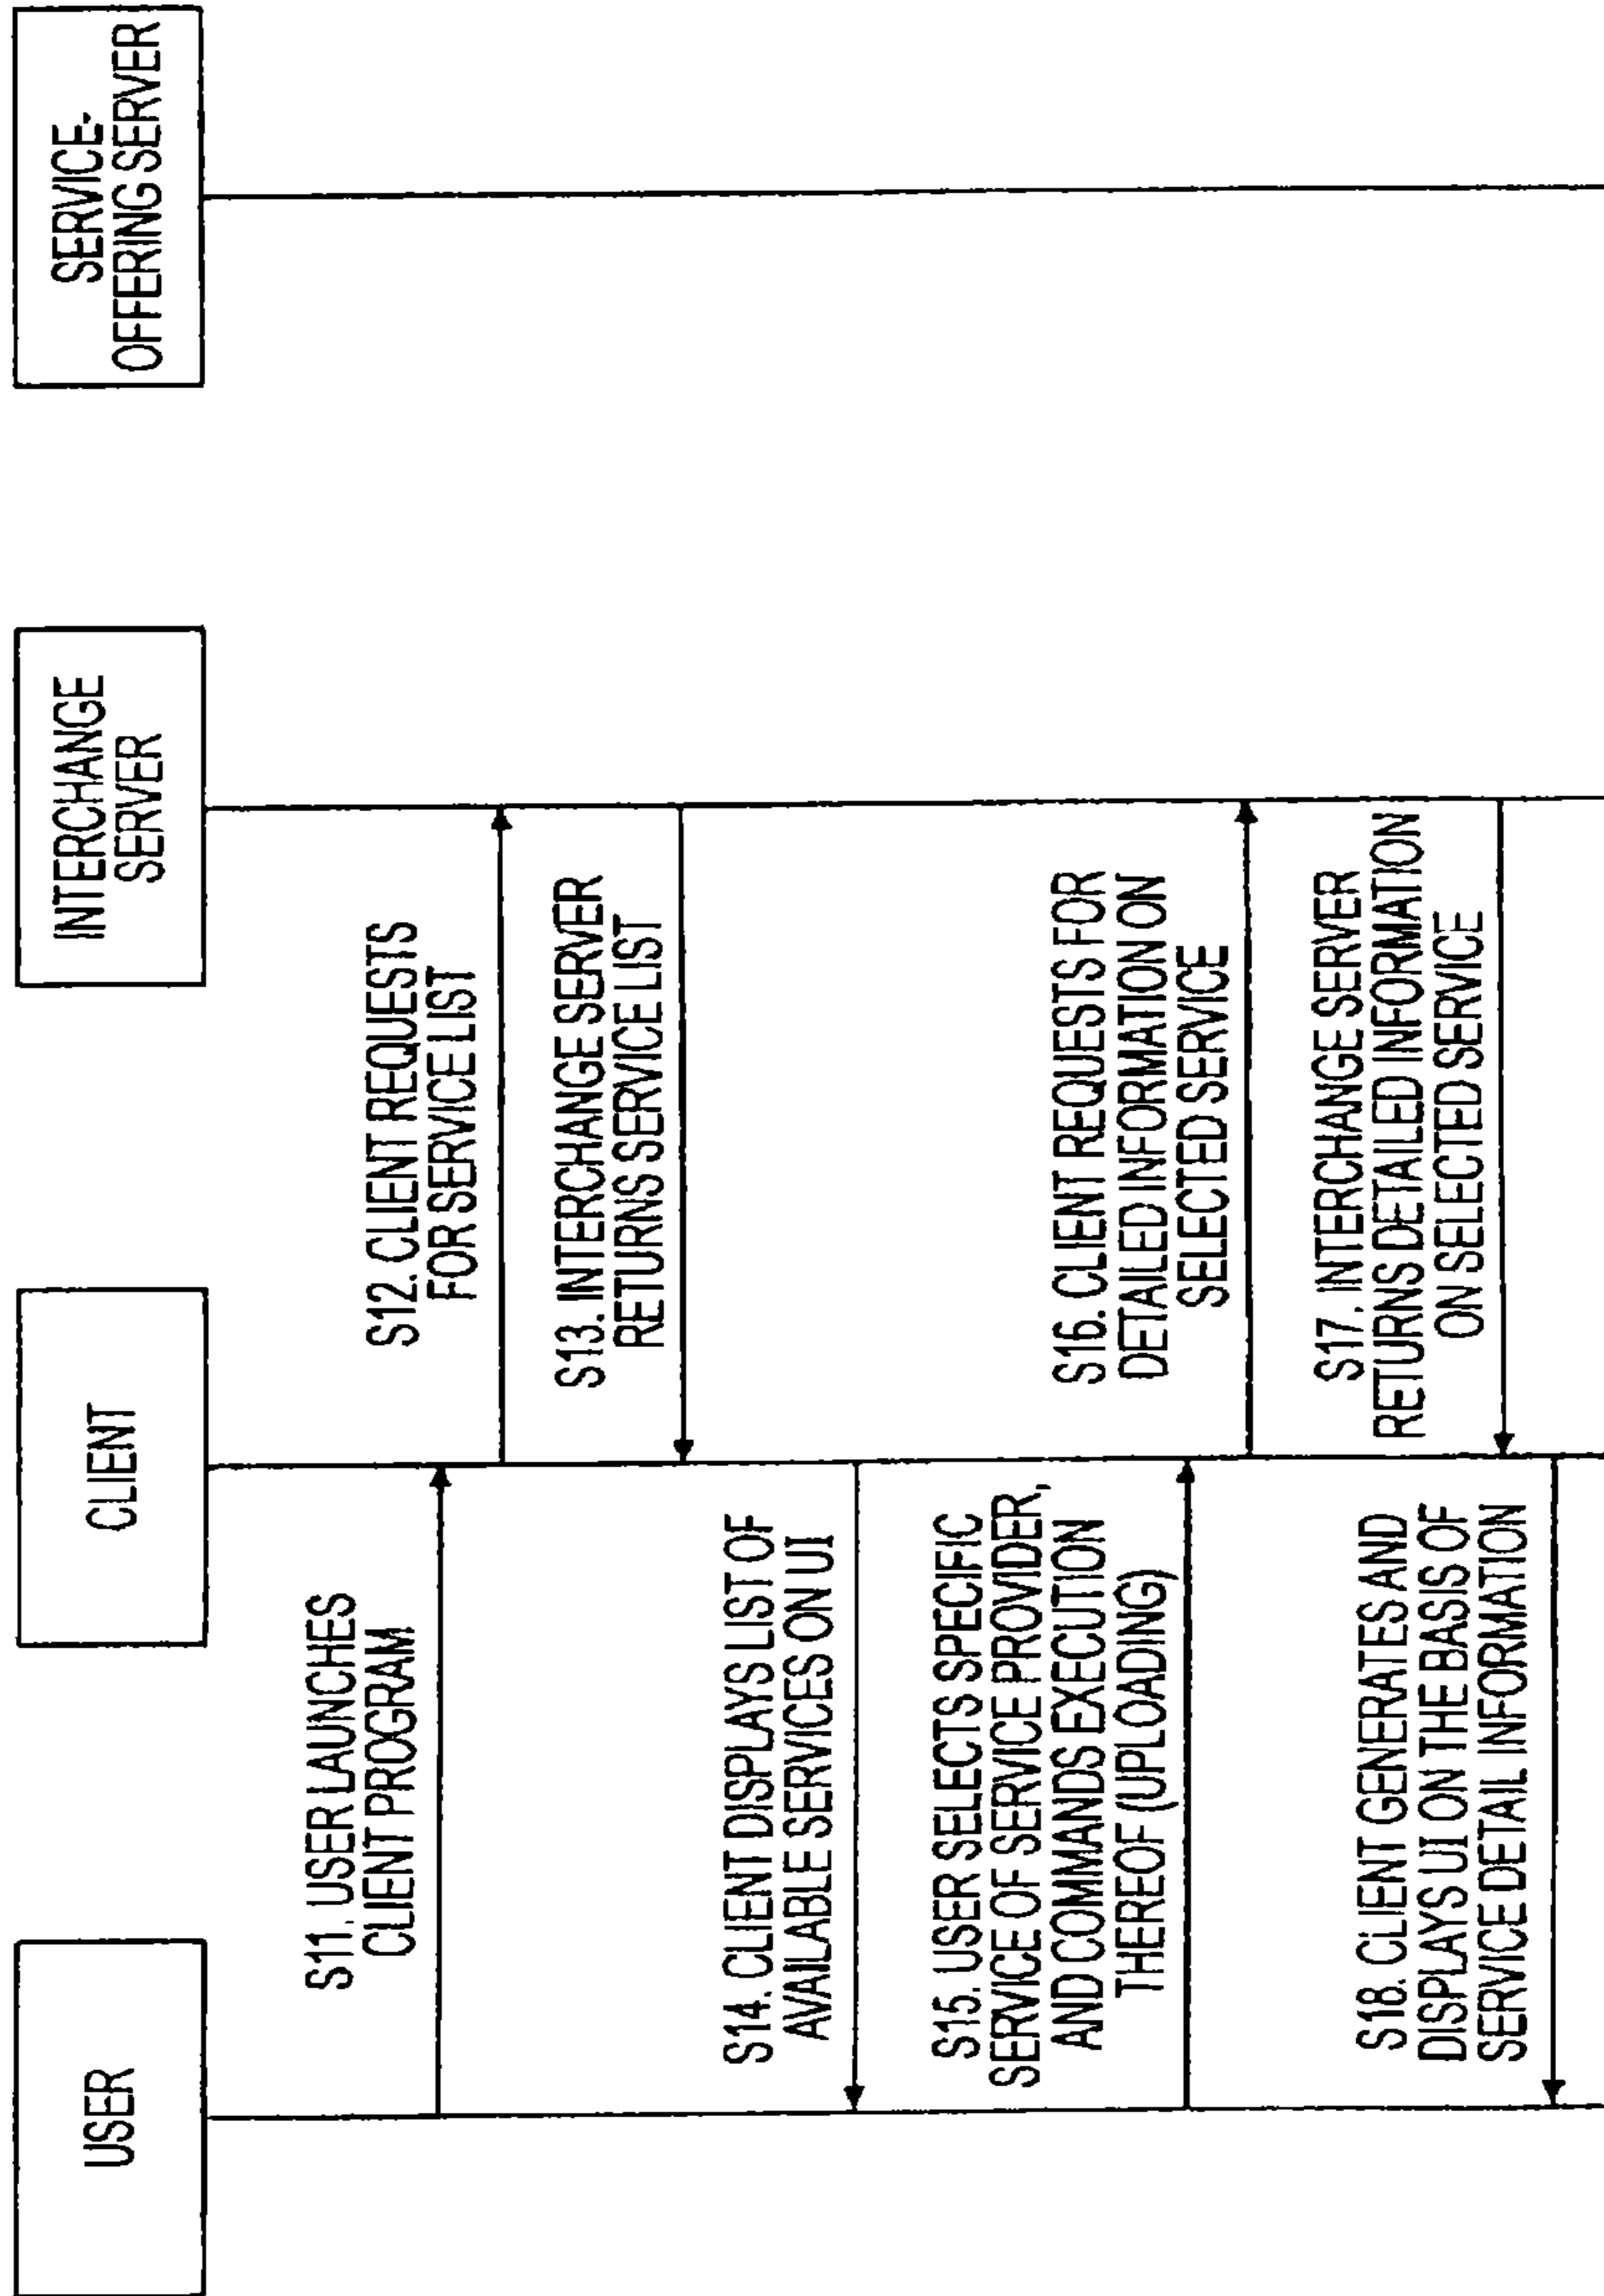 USER
CLIENT
INTERCHANGE
SERVER
SERVICE-
OFFERING SERVER
S11. USER LAUNCHES
CLIENT PROGRAM
S12. CLIENT REQUESTS
FOR SERVICE LIST
S13. INTERCHANGE SERVER
RETURNS SERVICE LIST
S14. CLIENT DISPLAYS LIST OF
AVAILABLE SERVICES ON UI
S15. USER SELECTS SPECIFIC
SERVICE OF SERVICE PROVIDER,
AND COMMANDS EXECUTION
THEREOF (UPLOADING)
S16. CLIENT REQUESTS FOR
DETAILED INFORMATION ON
SELECTED SERVICE
S17. INTERCHANGE SERVER
RETURNS DETAILED INFORMATION
ON SELECTED SERVICE
S18. CLIENT GENERATES AND
DISPLAYS UI ON THE BASIS OF
SERVICE DETAIL INFORMATION